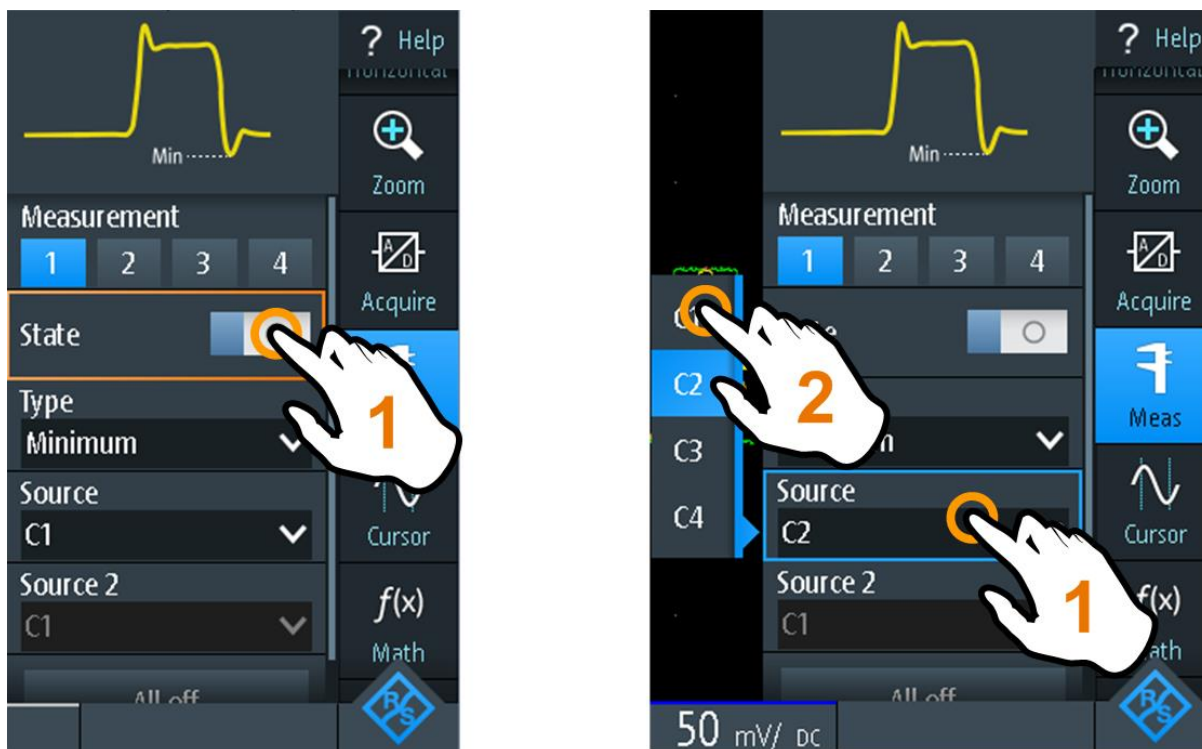 ? Help
Horizontal
Min
Zoom
Measurement
1 2 3 4
A
D
Acquire
State
1
Type
Minimum
Source
C1
Cursor
Source 2
C1
f(x)
Math
All off
R
S
? Help
Horizontal
Min
Zoom
Measurement
1 2 3 4
A
D
Acquire
C2
2
Meas
C3
Source
C4
C2
Cursor
Source 2
C1
1
f(x)
All off
R
S
50 mV/ DC